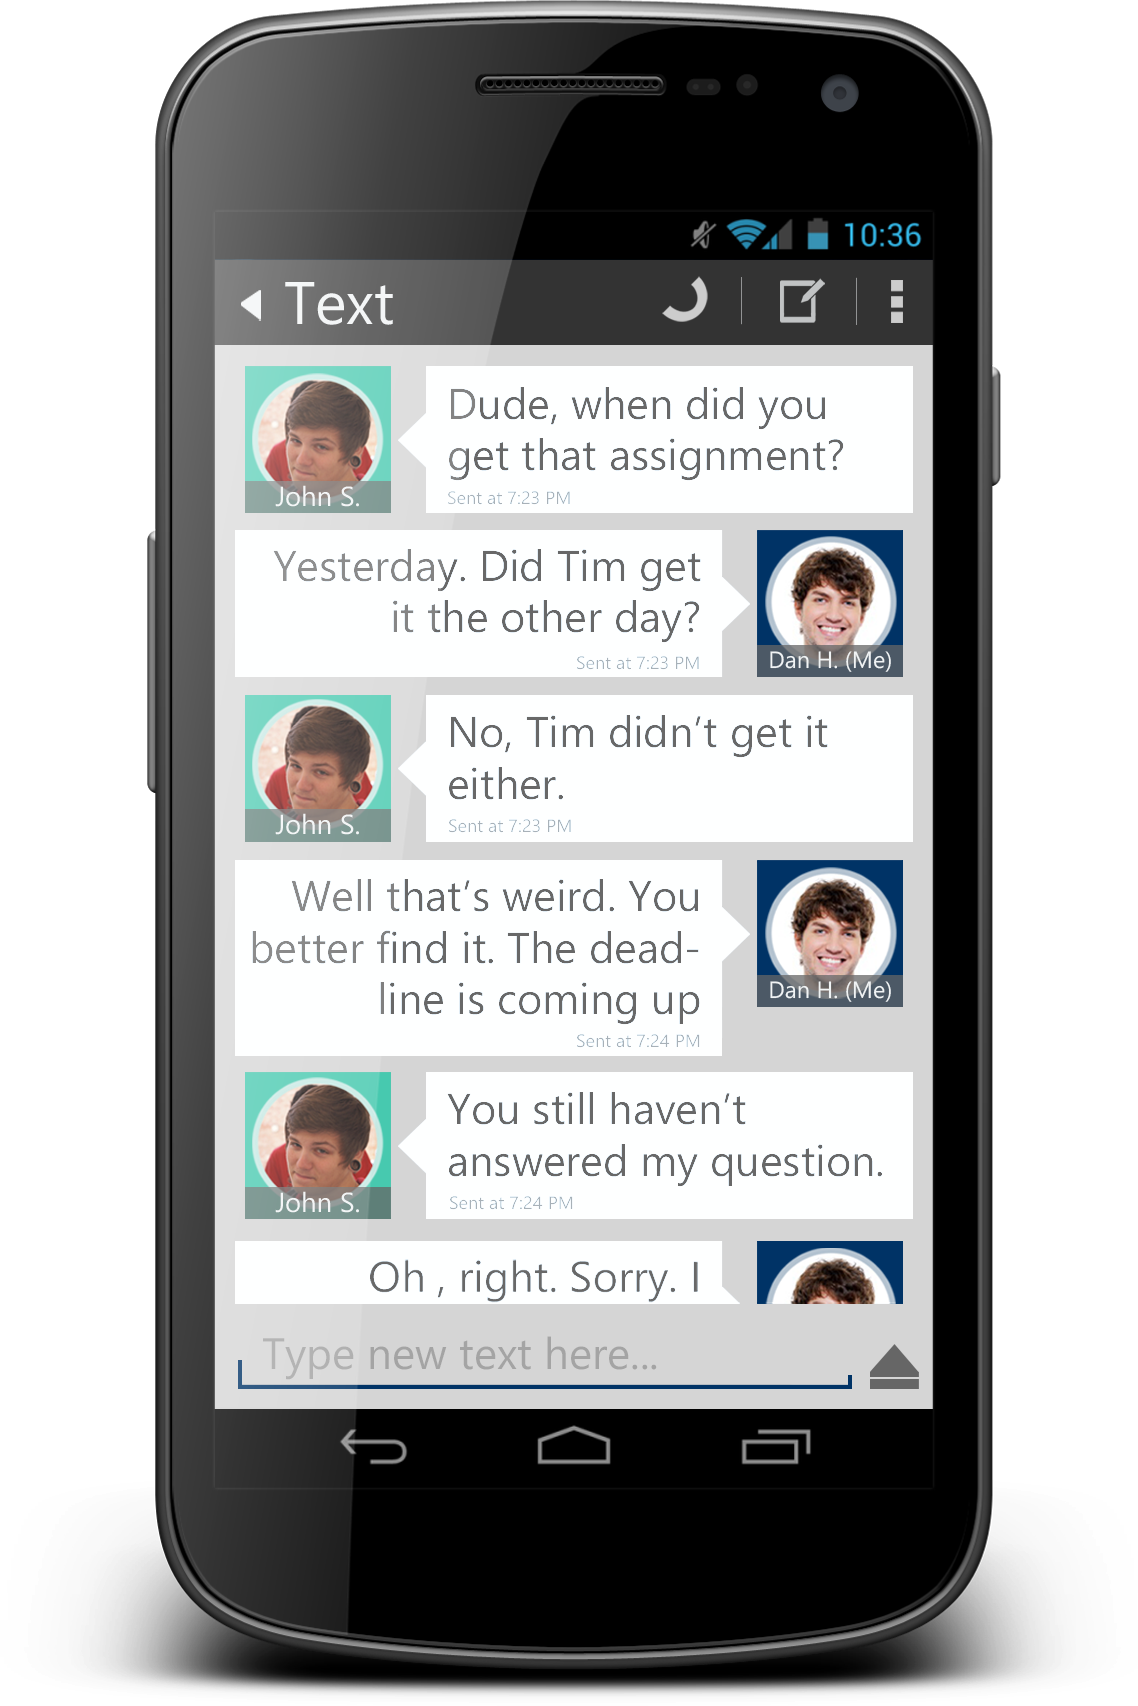 10:36
Text
Dude, when did you
get that assignment?
Sent at 7:23 PM
John S.
Yesterday. Did Tim get
it the other day?
Sent at 7:23 PM
Dan H. (Me)
No, Tim didn't get it
either.
Sent at 7:23 PM
John S.
Well that's weird. You
better find it. The dead-
line is coming up
Sent at 7:24 PM
Dan H. (Me)
You still haven't
answered my question.
Sent at 7:24 PM
John S.
Oh , right. Sorry. I
Type new text here...